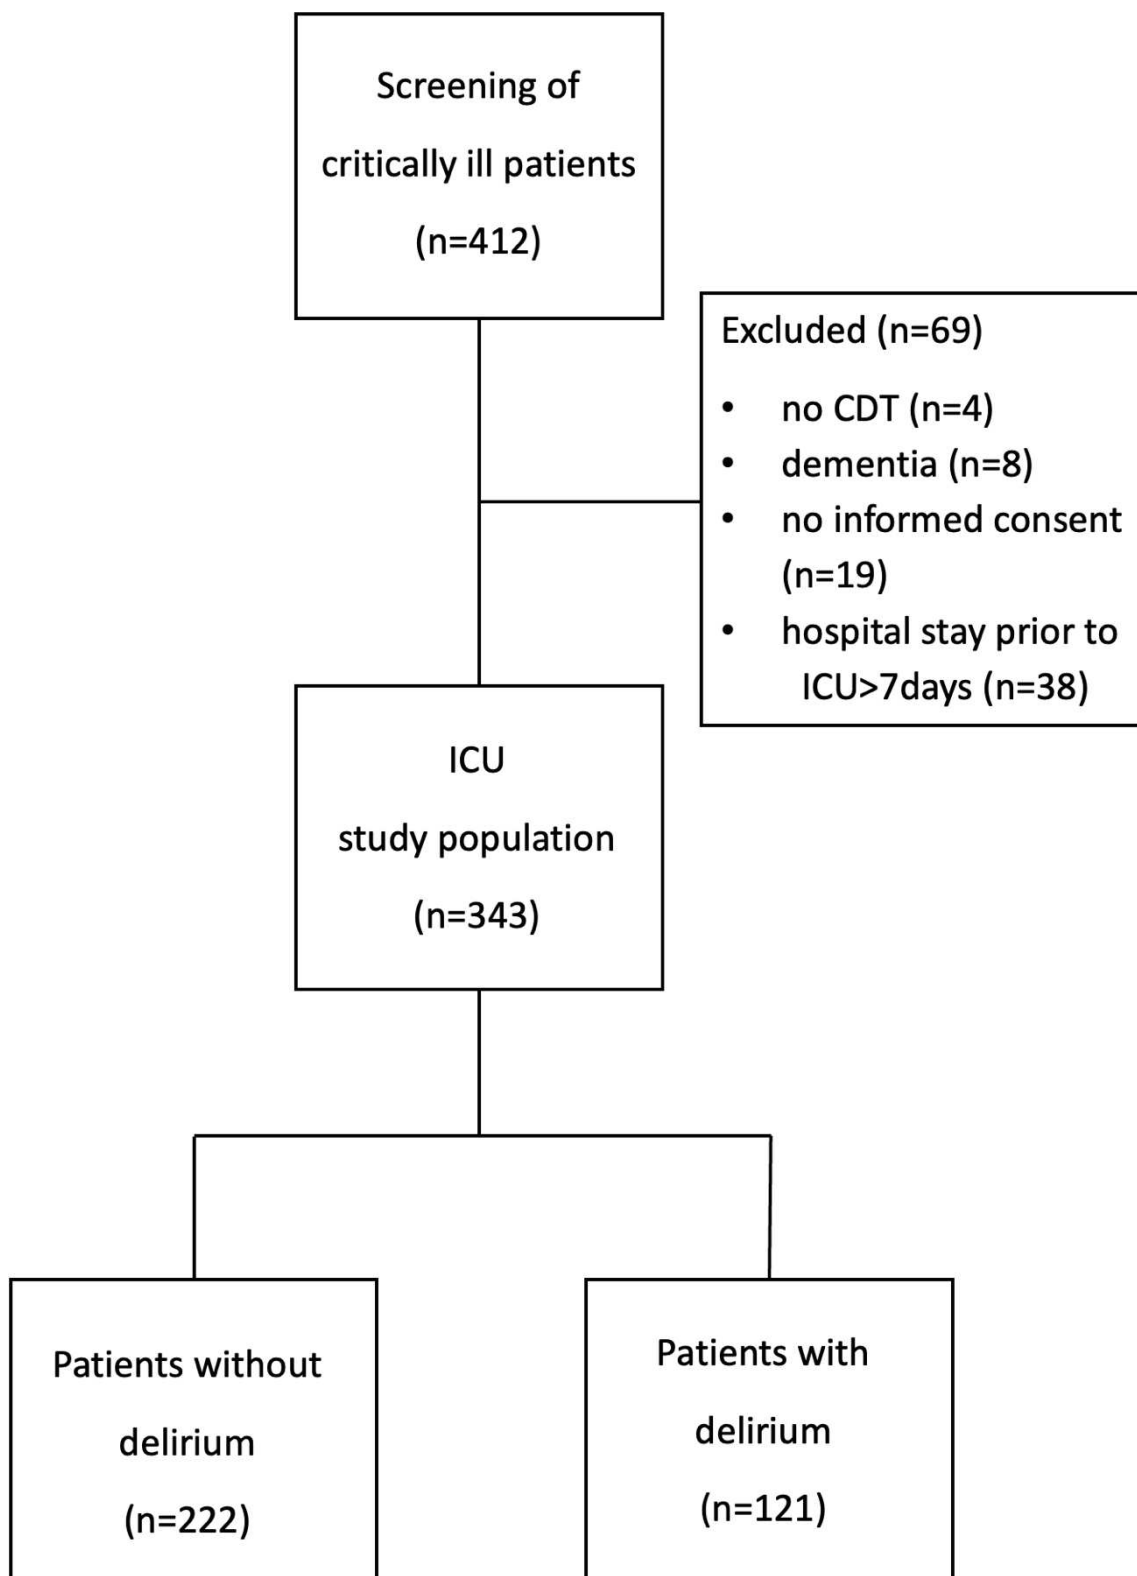 Screening of
critically ill patients
(n=412)
Excluded (n=69)
• no CDT (n=4)
• dementia (n=8)
• no informed consent
(n=19)
• hospital stay prior to
ICU>7days (n=38)
ICU
study population
(n=343)
Patients without
delirium
(n=222)
Patients with
delirium
(n=121)